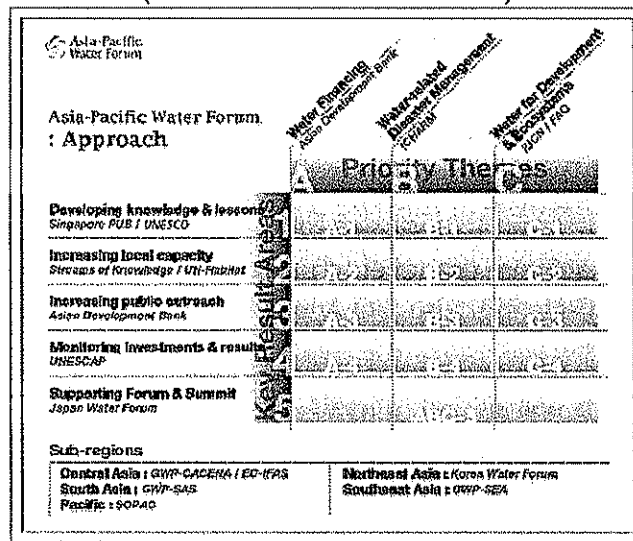 Asia-Pacific
Water Forum
Water Financing
Asian Development Bank
Water-related
Disaster Management
ICHARM
Water for Development
& Ecosystems
IUCN / FAO
Asia-Pacific Water Forum
: Approach
Priority Themes
A
B
C
Key Result Areas
Developing knowledge & lessons
Singapore PUB / UNESCO
Increasing local capacity
Streams of Knowledge / UN-Habitat
Increasing public outreach
Asian Development Bank
Monitoring investments & results
UNESCAP
Supporting Forum & Summit
Japan Water Forum
Sub-regions
Central Asia : GWP-CACENA / EC-IFAS
South Asia : GWP-SAS
Pacific : SOPAC
Northeast Asia : Korea Water Forum
Southeast Asia : GWP-SEA